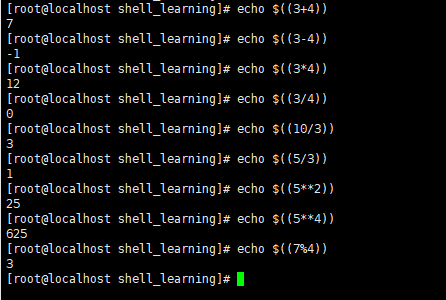 [root@localhost shell_learning]# echo $((3+4))
7
[root@localhost shell_learning]# echo $((3-4))
-1
[root@localhost shell_learning]# echo $((3*4))
12
[root@localhost shell_learning]# echo $((3/4))
0
[root@localhost shell_learning]# echo $((10/3))
3
[root@localhost shell_learning]# echo $((5/3))
1
[root@localhost shell_learning]# echo $((5**2))
25
[root@localhost shell_learning]# echo $((5**4))
625
[root@localhost shell_learning]# echo $((7%4))
3
[root@localhost shell_learning]#